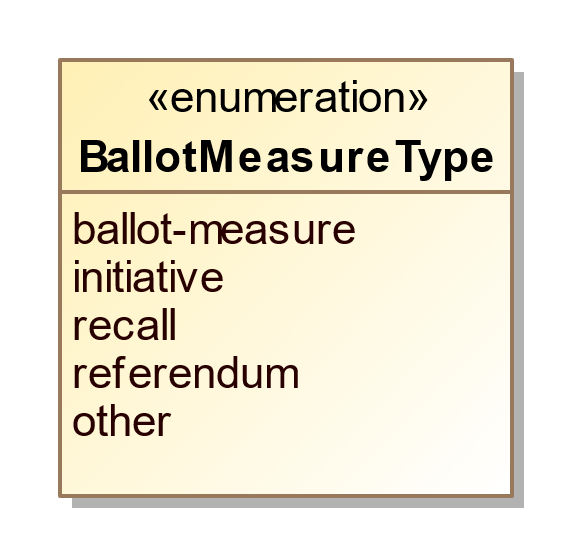 «enumeration»
BallotMeasureType
ballot-measure
initiative
recall
referendum
other